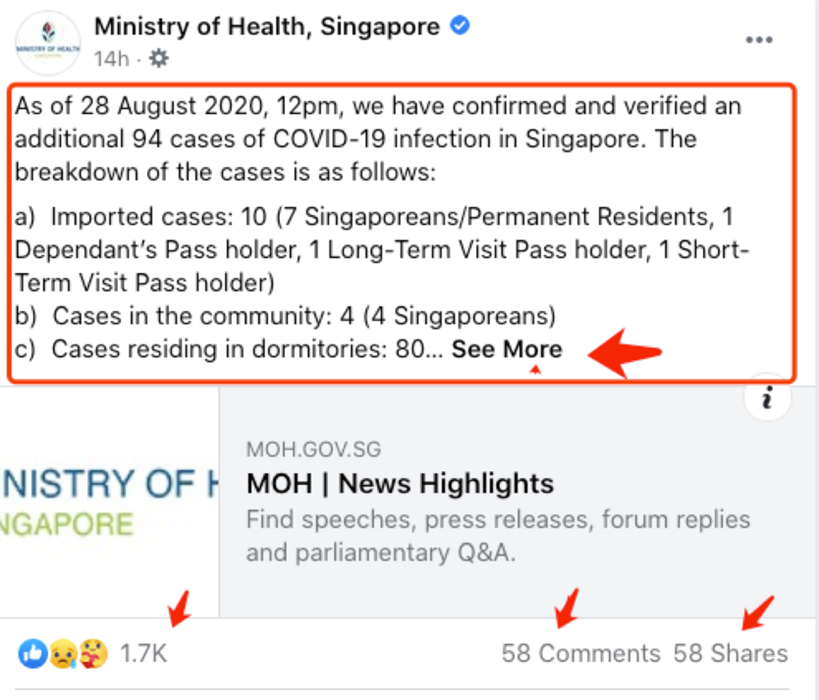 Ministry of Health, Singapore
MINISTRY OF HEALTH
14h ·
As of 28 August 2020, 12pm, we have confirmed and verified an
additional 94 cases of COVID-19 infection in Singapore. The
breakdown of the cases is as follows:
a) Imported cases: 10 (7 Singaporeans/Permanent Residents, 1
Dependant’s Pass holder, 1 Long-Term Visit Pass holder, 1 Short-
Term Visit Pass holder)
b) Cases in the community: 4 (4 Singaporeans)
c) Cases residing in dormitories: 80... See More
i
NISTRY OF H
NGAPORE
MOH.GOV.SG
MOH | News Highlights
Find speeches, press releases, forum replies
and parliamentary Q&A.
1.7K
58 Comments 58 Shares